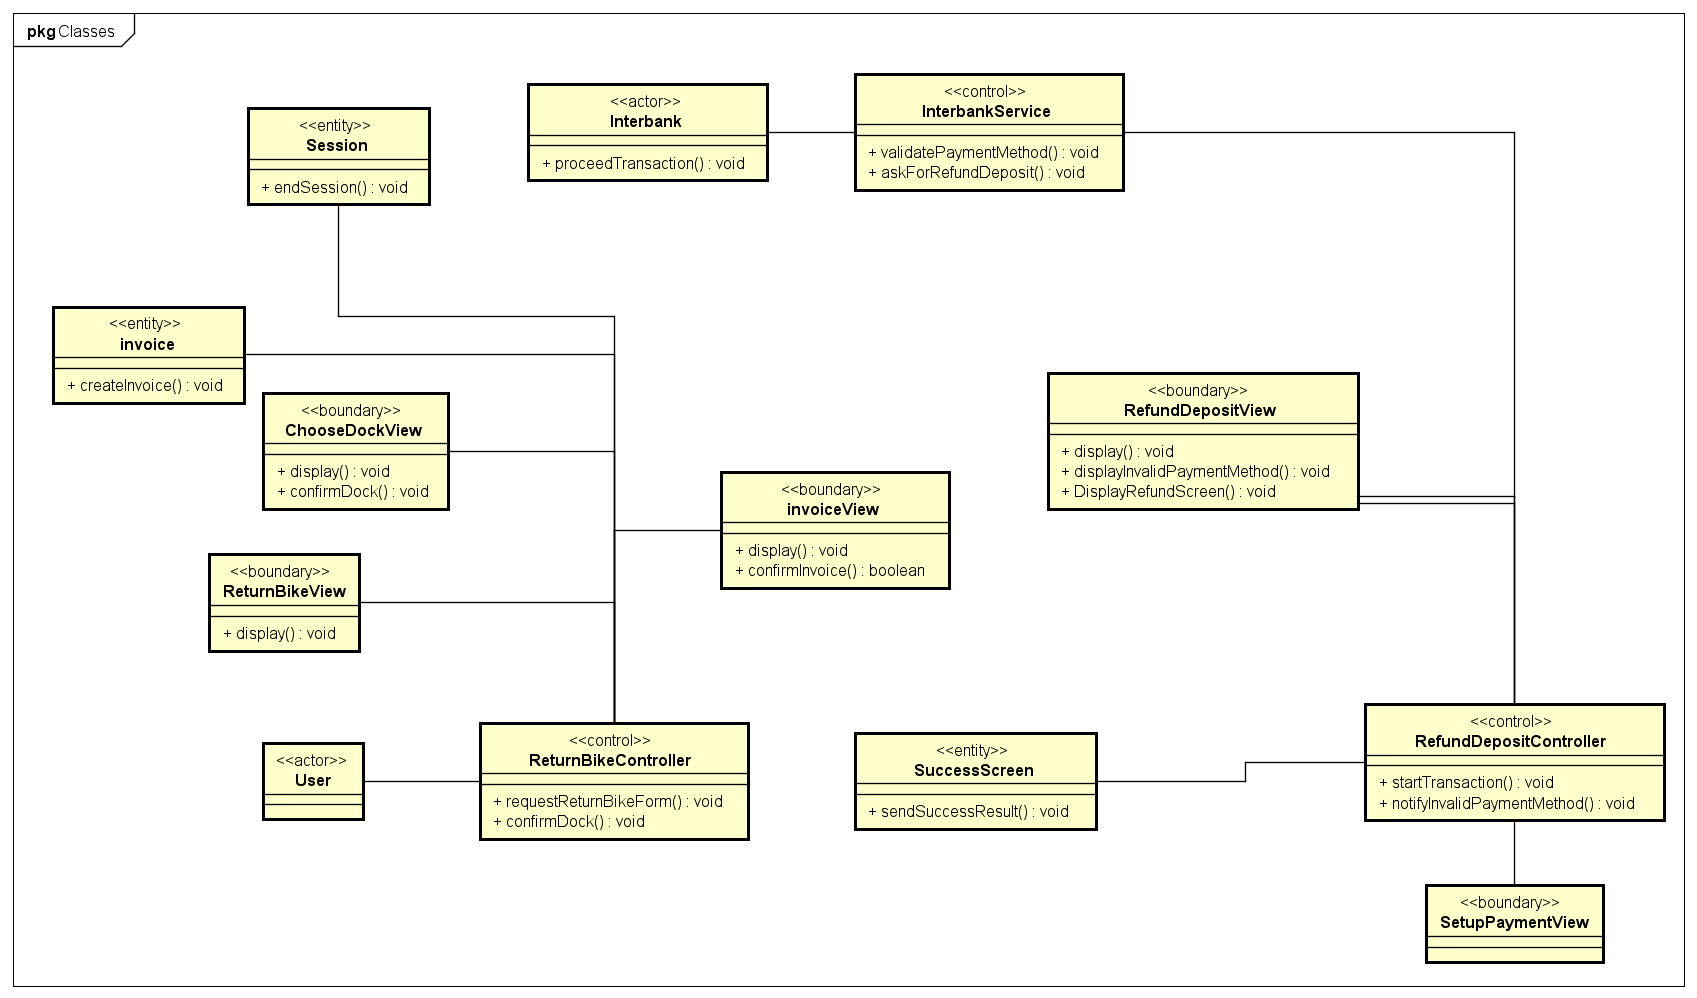 pkg Classes
<<entity>>
Session
+ endSession() : void
<<actor>>
Interbank
+ proceedTransaction() : void
<<control>>
InterbankService
+ validatePaymentMethod() : void
+ askForRefundDeposit() : void
<<entity>>
invoice
+ createInvoice() : void
<<boundary>>
ChooseDockView
+ display() : void
+ confirmDock() : void
<<boundary>>
RefundDepositView
+ display() : void
+ displayInvalidPaymentMethod() : void
+ DisplayRefundScreen() : void
<<boundary>>
invoiceView
+ display() : void
+ confirmInvoice() : boolean
<<boundary>>
ReturnBikeView
+ display() : void
<<actor>>
User
<<control>>
ReturnBikeController
+ requestReturnBikeForm() : void
+ confirmDock() : void
<<entity>>
SuccessScreen
+ sendSuccessResult() : void
<<control>>
RefundDepositController
+ startTransaction() : void
+ notifyInvalidPaymentMethod() : void
<<boundary>>
SetupPaymentView